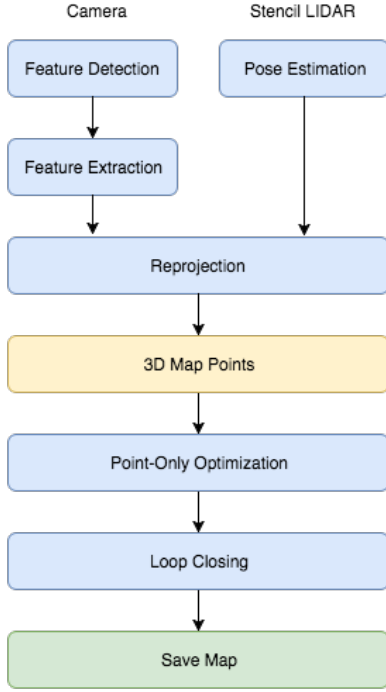 Camera
Stencil LIDAR
Feature Detection
Pose Estimation
Feature Extraction
Reprojection
3D Map Points
Point-Only Optimization
Loop Closing
Save Map